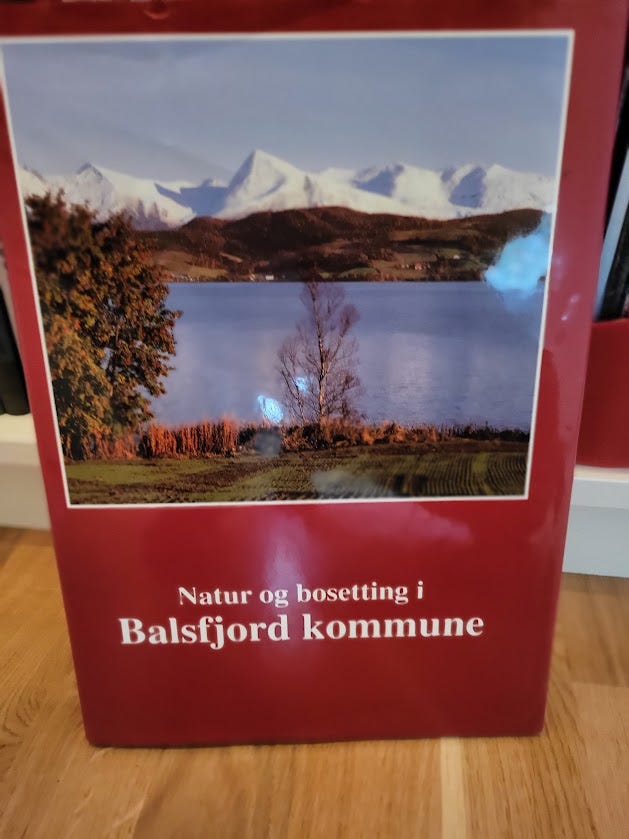 Natur og bosetting i
Balsfjord kommune